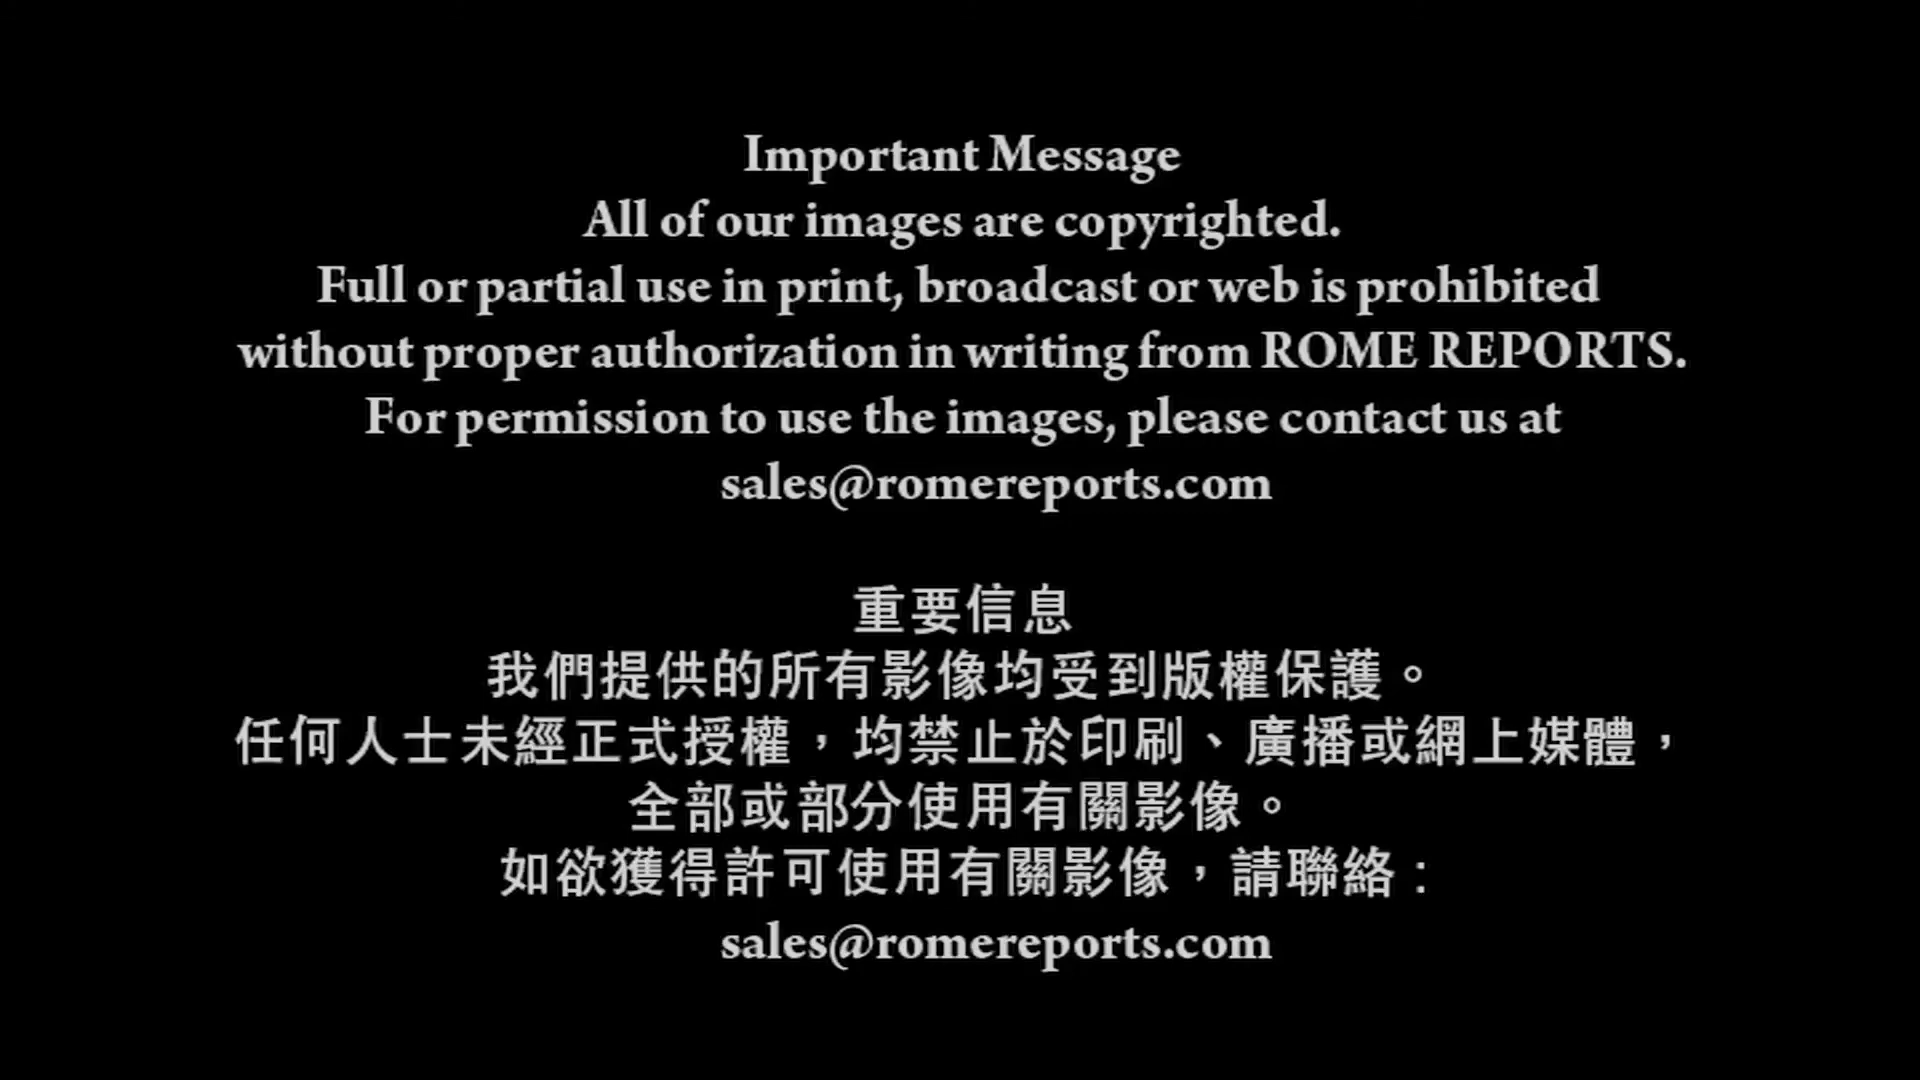 Important Message
All of our images are copyrighted.
Full or partial use in print, broadcast or web is prohibited
without proper authorization in writing from ROME REPORTS.
For permission to use the images, please contact us at
sales@romereports.com
重要信息
我們提供的所有影像均受到版權保護。
任何人士未經正式授權，均禁止於印刷、廣播或網上媒體，
全部或部分使用有關影像。
如欲獲得許可使用有關影像，請聯絡：
sales@romereports.com